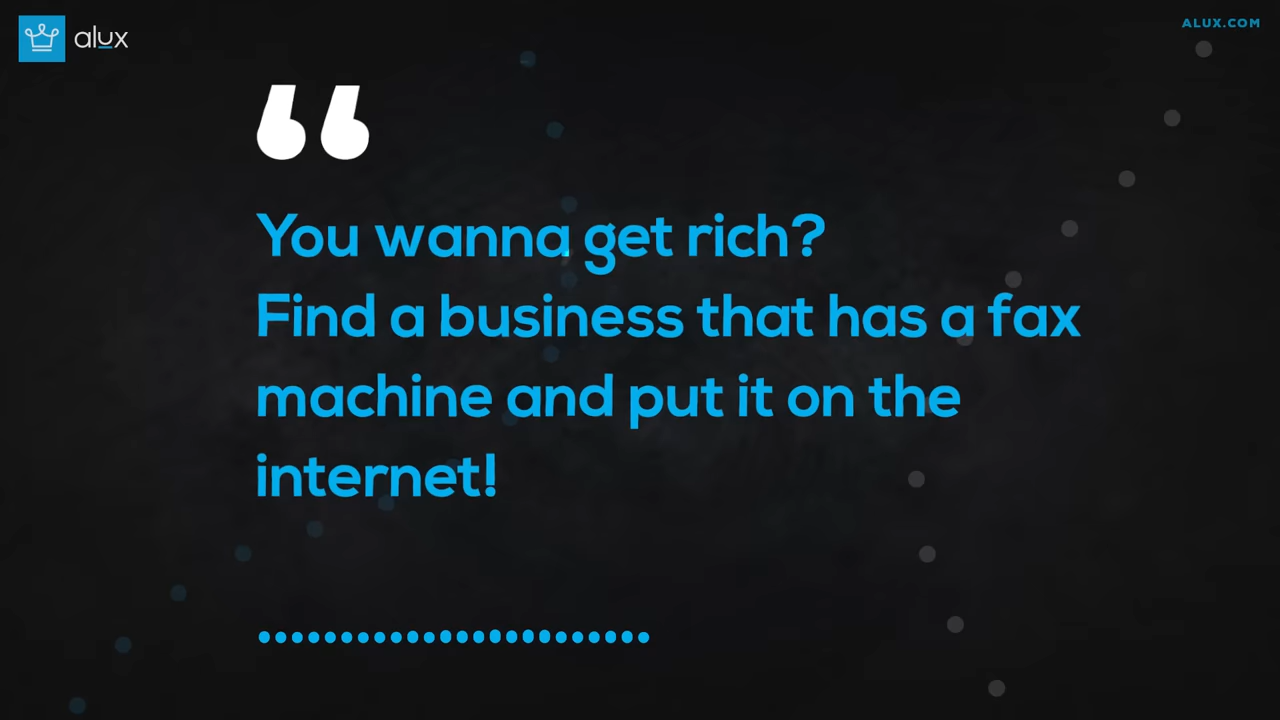 alux
ALUX.COM
“
You wanna get rich?
Find a business that has a fax
machine and put it on the
internet!